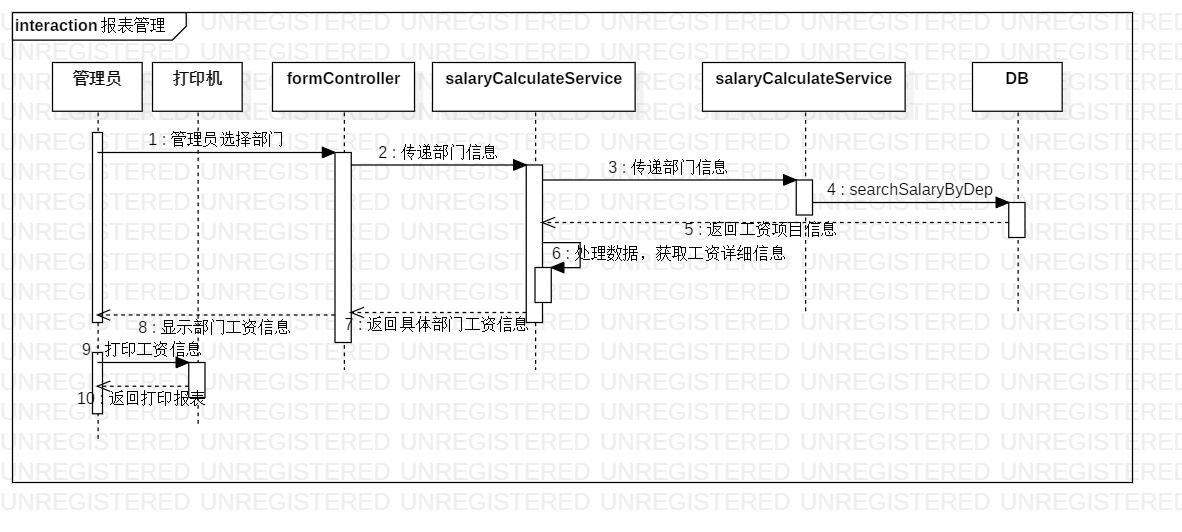 interaction 报表管理
管理员
打印机
formController
salaryCalculateService
salaryCalculateService
DB
1 : 管理员选择部门
2 : 传递部门信息
3 : 传递部门信息
4 : searchSalaryByDep
5 : 返回工资项目信息
6 : 处理数据，获取工资详细信息
7 : 返回具体部门工资信息
8 : 显示部门工资信息
9 : 打印工资信息
10 : 返回打印报表
UNREGISTERED